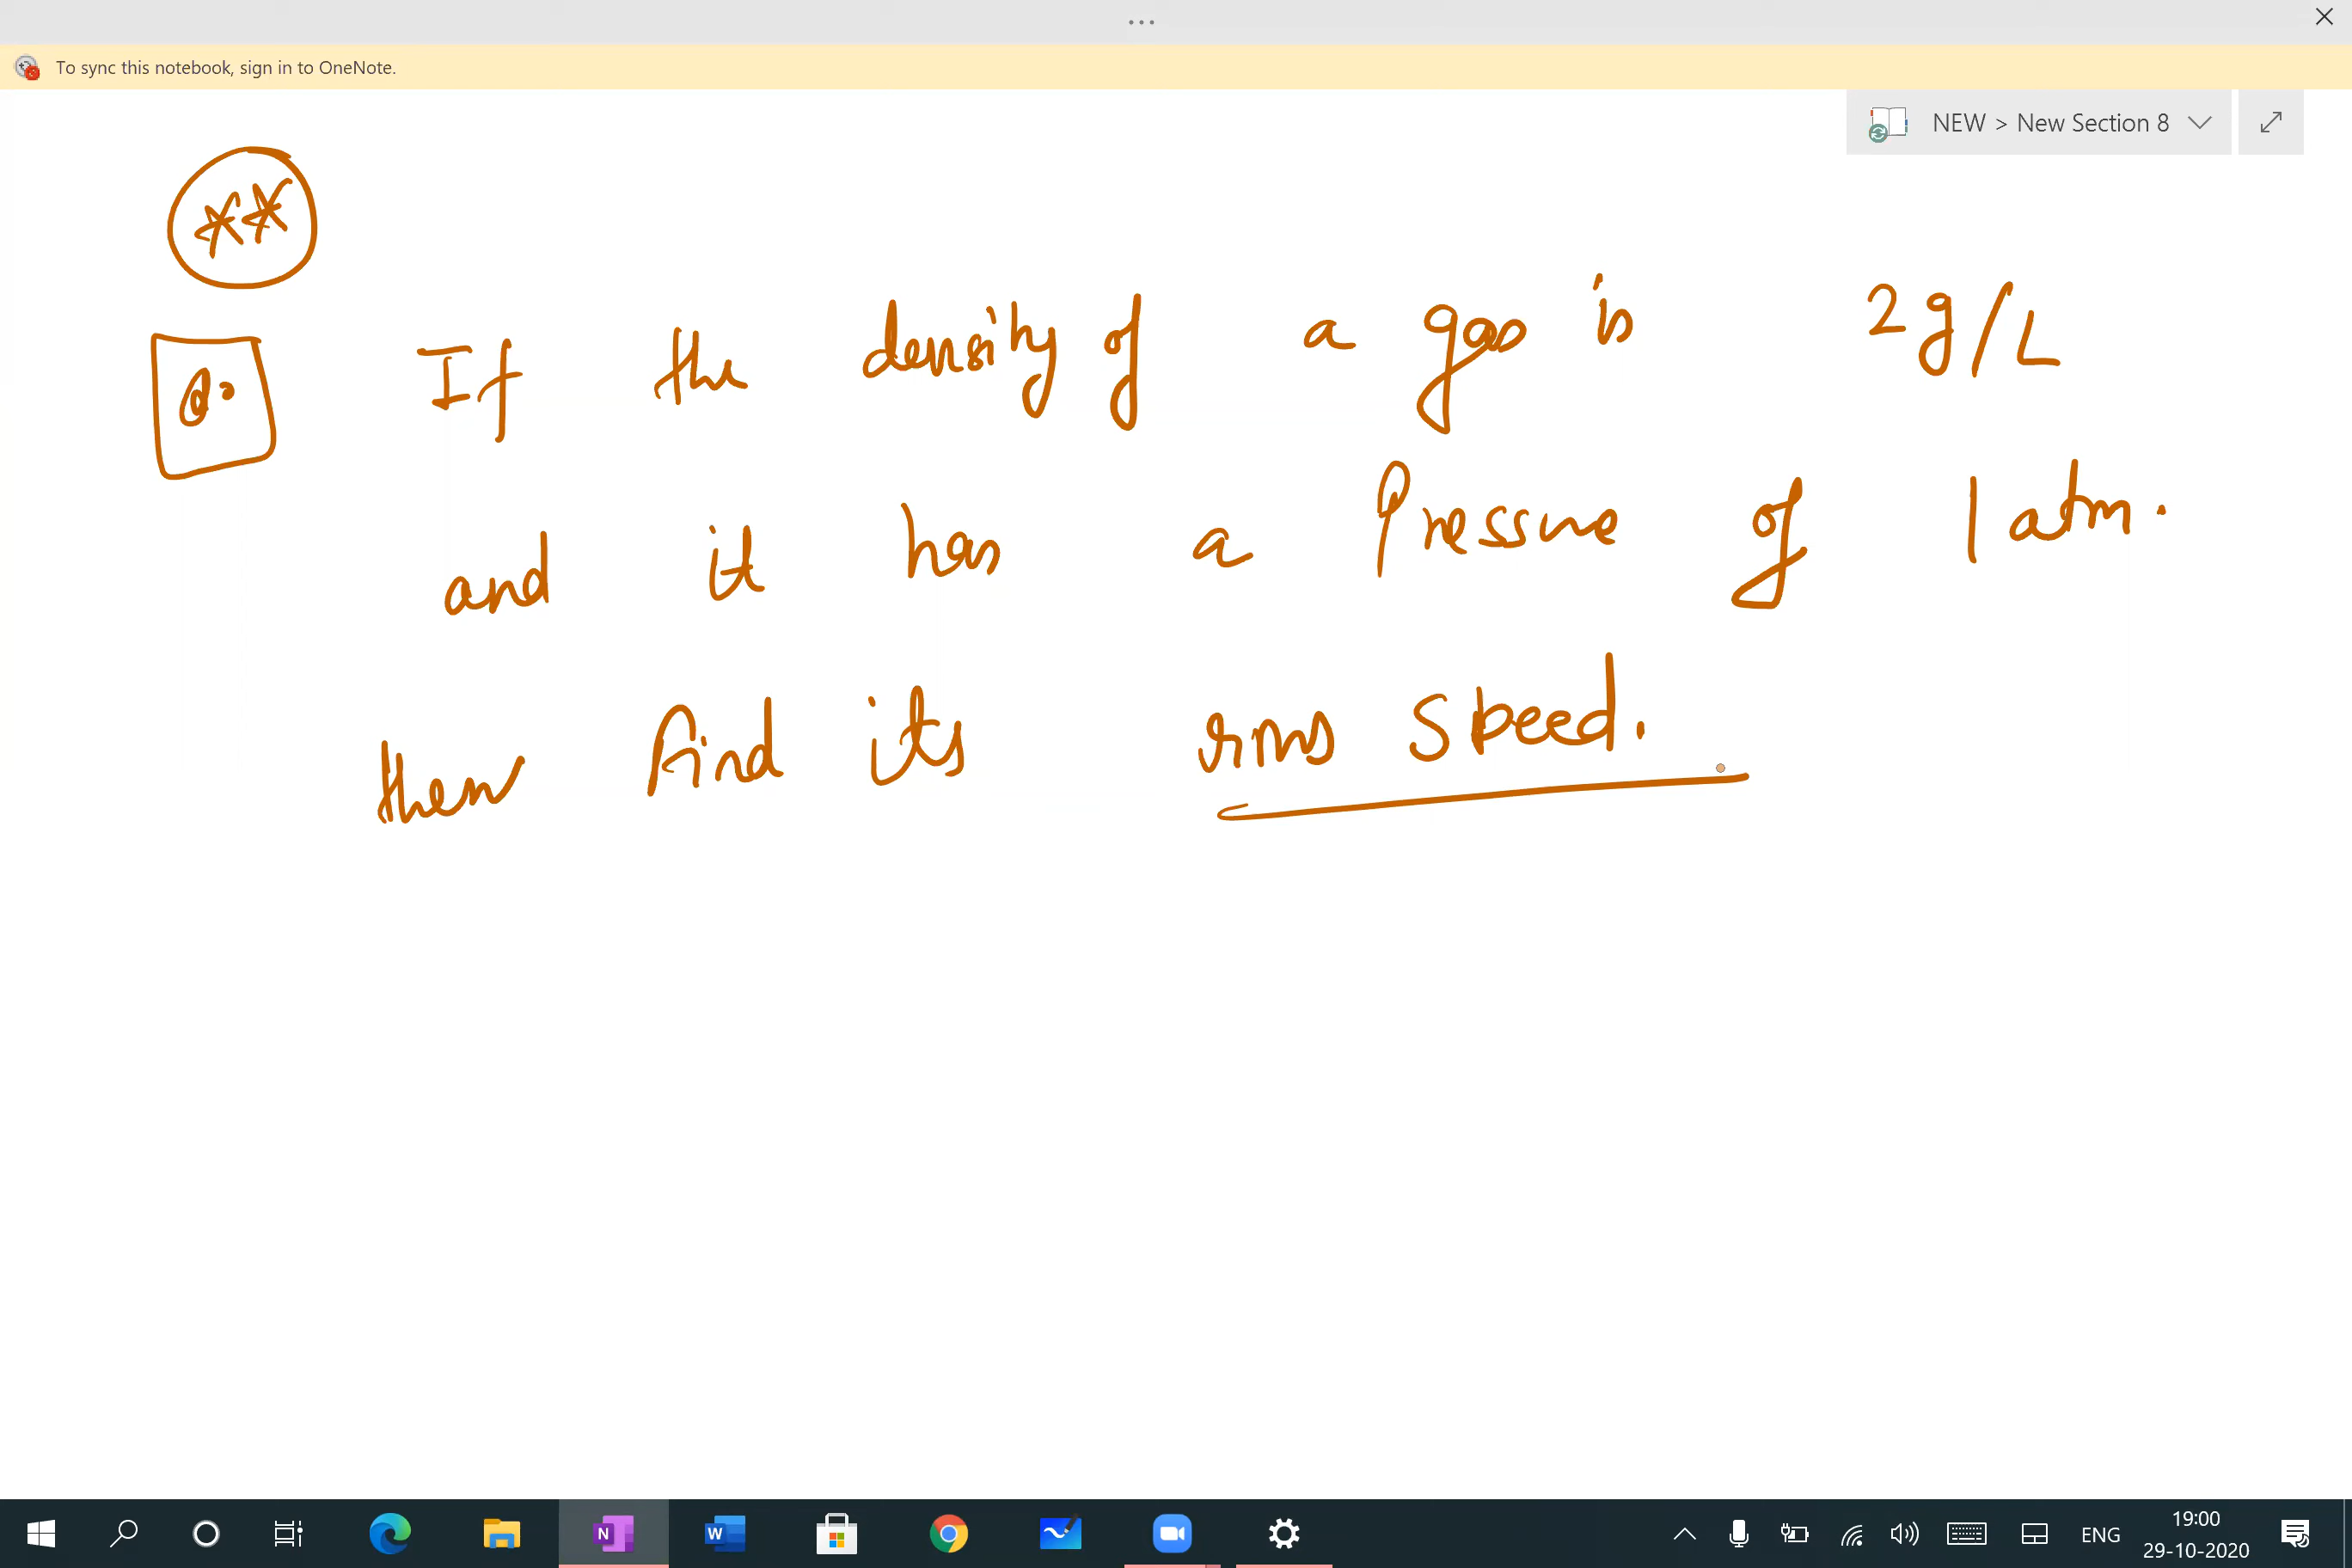 ...
To sync this notebook, sign in to OneNote.
NEW > New Section 8
**
Q.
If the density of a gas is 2g/L
and it has a Pressure of 1 atm.
then find its rms speed.
ENG
19:00
29-10-2020